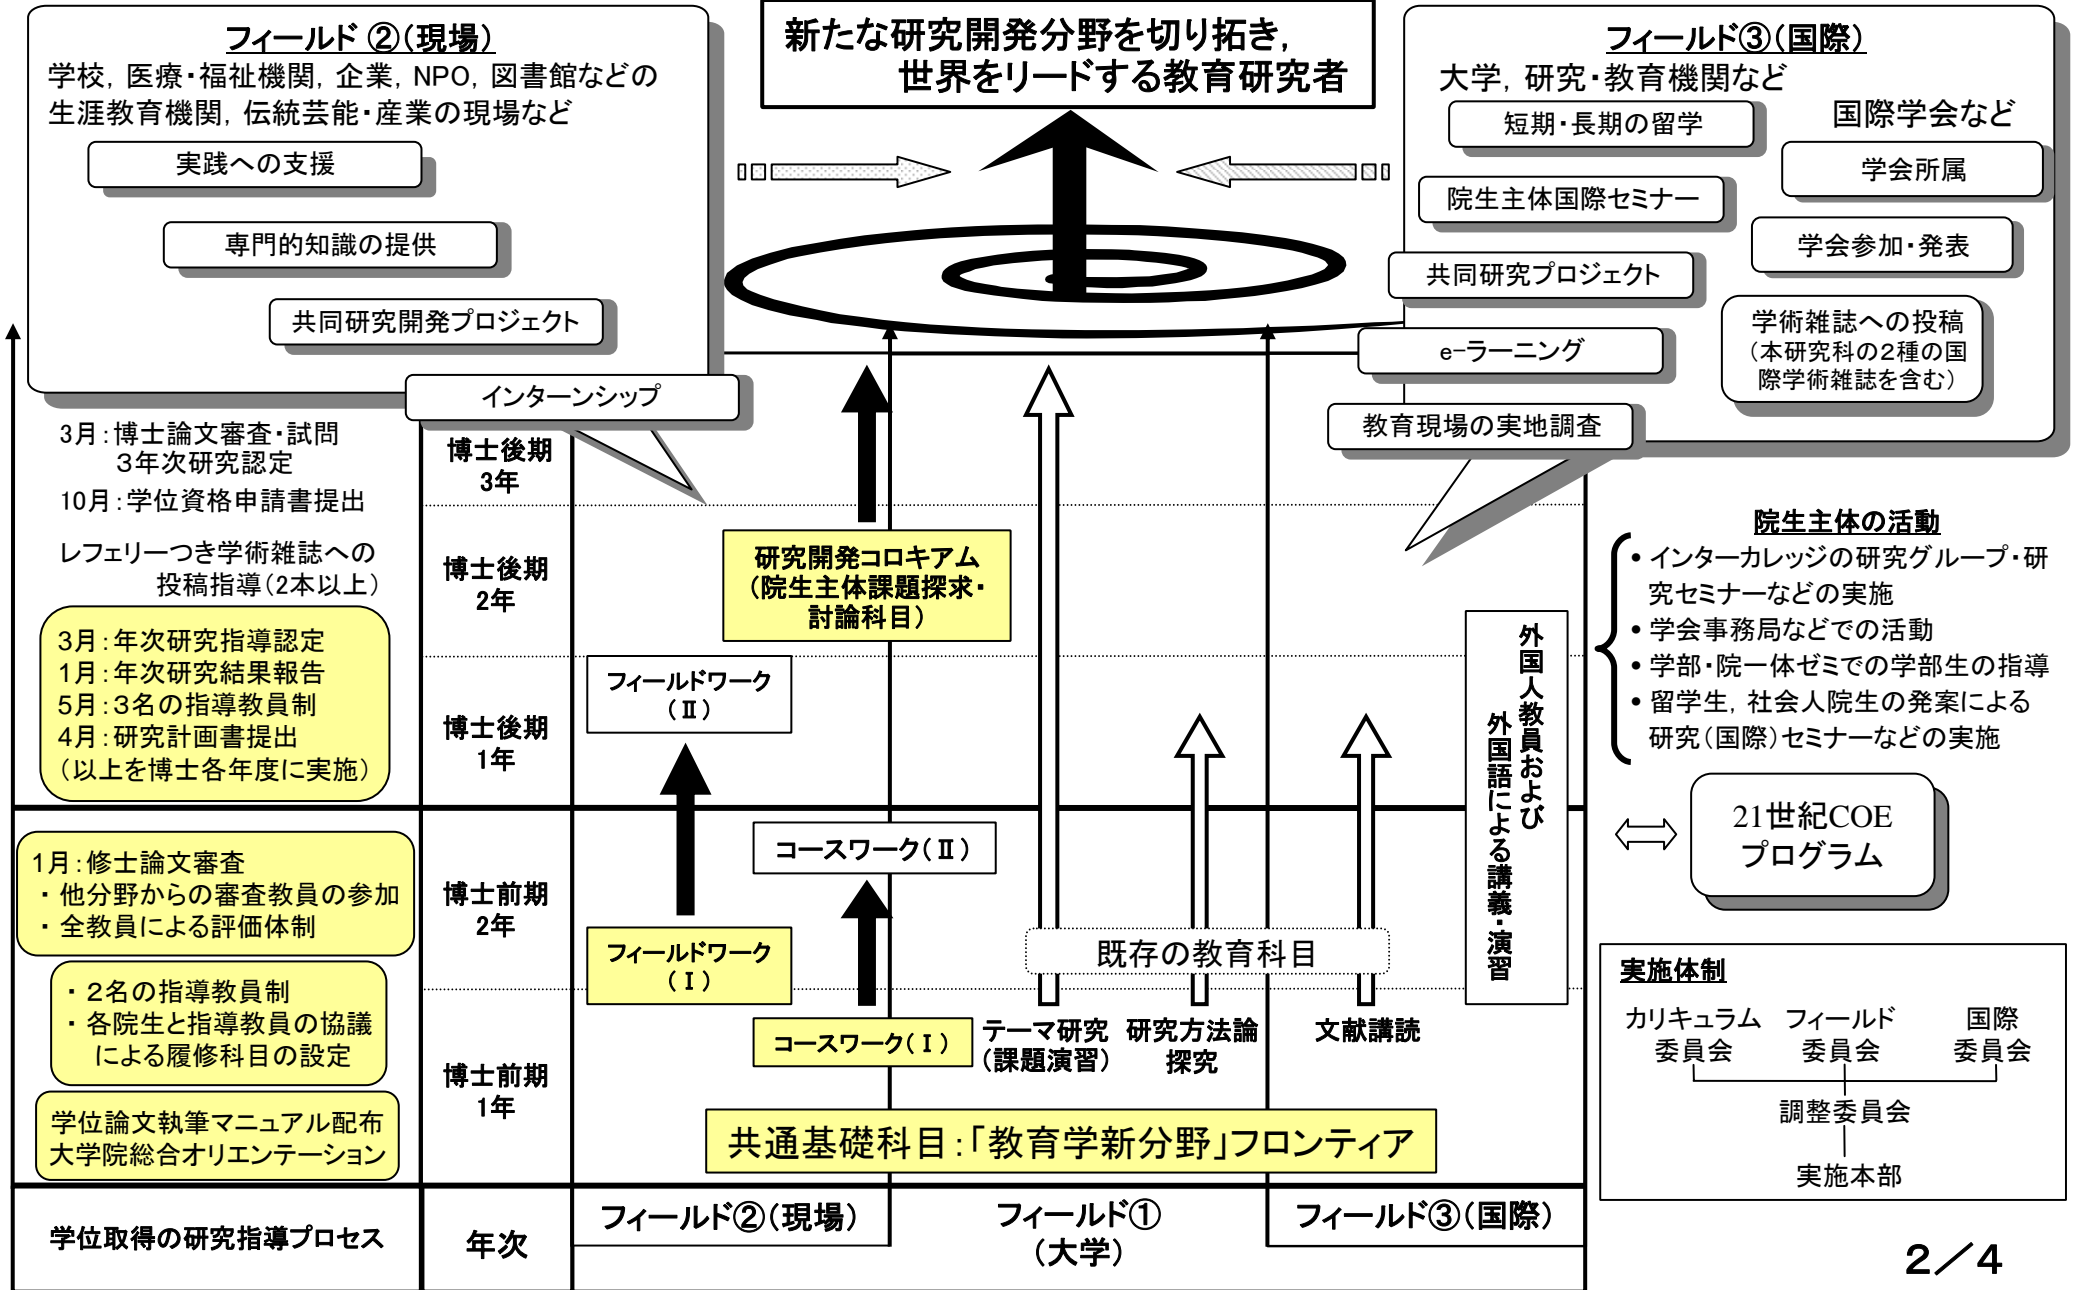 新たな研究開発分野を切り拓き,
世界をリードする教育研究者
フィールド ②(現場)
学校, 医療・福祉機関, 企業, NPO, 図書館などの
生涯教育機関, 伝統芸能・産業の現場など
実践への支援
専門的知識の提供
共同研究開発プロジェクト
インターンシップ
フィールド③(国際)
大学, 研究・教育機関など
国際学会など
短期・長期の留学
院生主体国際セミナー
共同研究プロジェクト
e-ラーニング
教育現場の実地調査
学会所属
学会参加・発表
学術雑誌への投稿
(本研究科の2種の国
際学術雑誌を含む)
3月:博士論文審査・試問
3年次研究認定
10月:学位資格申請書提出
レフェリーつき学術雑誌への
投稿指導(2本以上)
3月:年次研究指導認定
1月:年次研究結果報告
5月:3名の指導教員制
4月:研究計画書提出
(以上を博士各年度に実施)
1月:修士論文審査
・他分野からの審査教員の参加
・全教員による評価体制
・2名の指導教員制
・各院生と指導教員の協議
による履修科目の設定
学位論文執筆マニュアル配布
大学院総合オリエンテーション
学位取得の研究指導プロセス
博士後期
3年
博士後期
2年
博士後期
1年
博士前期
2年
博士前期
1年
年次
研究開発コロキアム
(院生主体課題探求・
討論科目)
フィールドワーク
(Ⅱ)
コースワーク(Ⅱ)
フィールドワーク
(Ⅰ)
コースワーク(Ⅰ)
既存の教育科目
テーマ研究
(課題演習)
研究方法論
探究
文献講読
外国人教員および
外国語による講義・演習
共通基礎科目:「教育学新分野」フロンティア
フィールド②(現場)
フィールド①
(大学)
フィールド③(国際)
院生主体の活動
• インターカレッジの研究グループ・研
究セミナーなどの実施
• 学会事務局などでの活動
• 学部・院一体ゼミでの学部生の指導
• 留学生, 社会人院生の発案による
研究(国際)セミナーなどの実施
21世紀COE
プログラム
実施体制
カリキュラム
委員会
フィールド
委員会
国際
委員会
調整委員会
実施本部
2/4